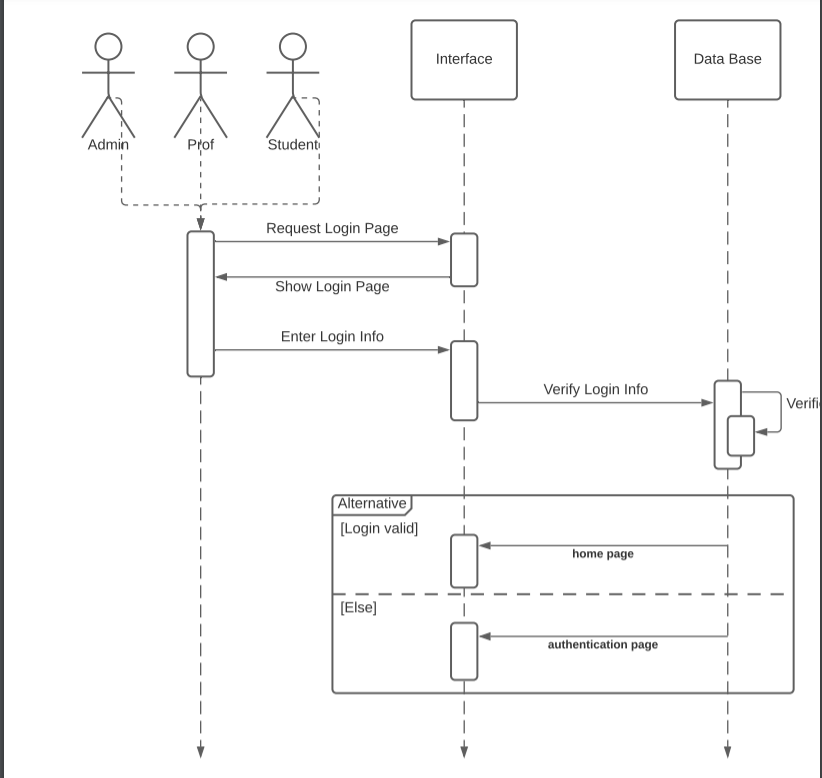 Interface
Data Base
Admin
Prof
Student
Request Login Page
Show Login Page
Enter Login Info
Verify Login Info
Alternative
[Login valid]
home page
[Else]
authentication page